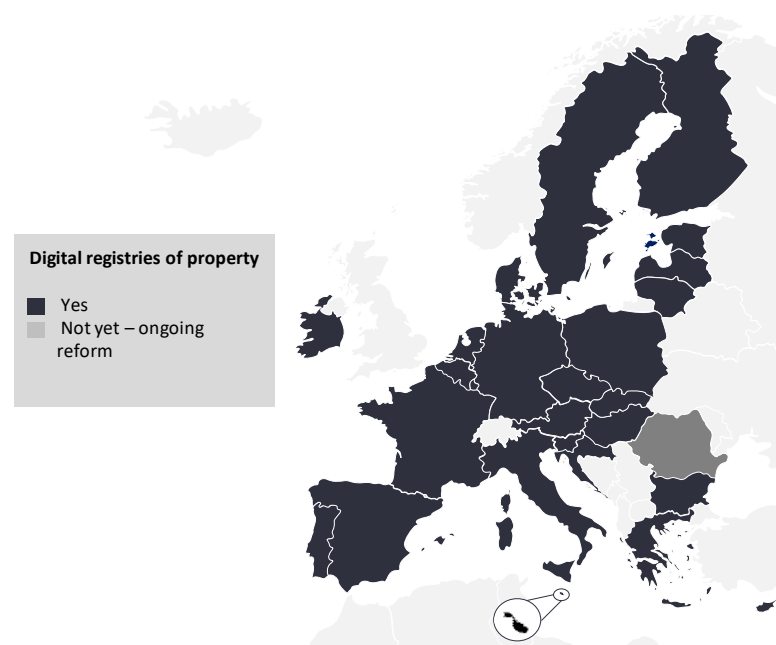 Digital registries of property
Yes
Not yet – ongoing
reform